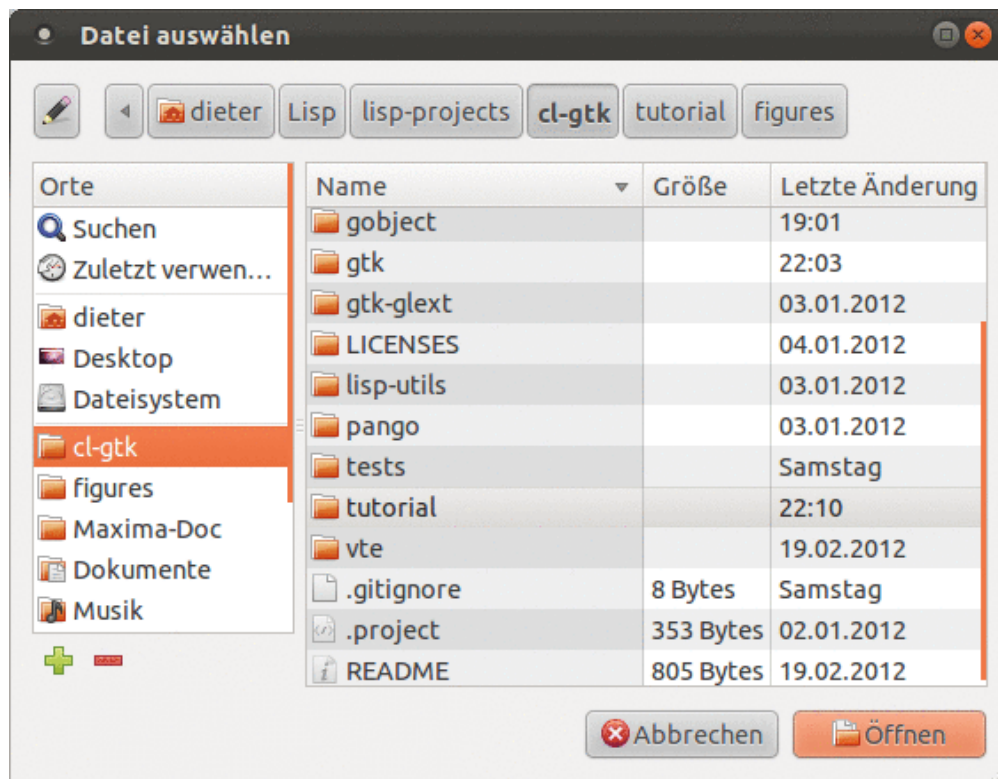 Datei auswählen
dieter Lisp lisp-projects cl-gtk tutorial figures
Orte
Suchen
Zuletzt verwen...
dieter
Desktop
Dateisystem
cl-gtk
figures
Maxima-Doc
Dokumente
Musik
Name Größe Letzte Änderung
gobject 19:01
gtk 22:03
gtk-glext 03.01.2012
LICENSES 04.01.2012
lisp-utils 03.01.2012
pango 03.01.2012
tests Samstag
tutorial 22:10
vte 19.02.2012
.gitignore 8 Bytes Samstag
.project 353 Bytes 02.01.2012
README 805 Bytes 19.02.2012
Abbrechen Öffnen